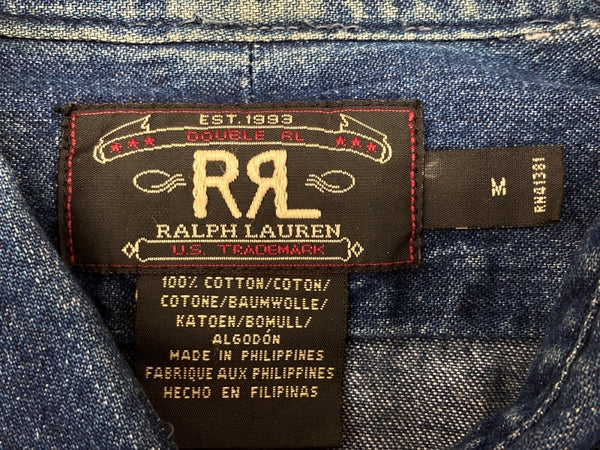 EST. 1993
DOUBLE RL
RRL
RALPH LAUREN
U.S. TRADEMARK
M
RN41381
100% COTTON/COTON/
COTONE/BAUMWOLLE/
KATOEN/BOMULL/
ALGODÓN
MADE IN PHILIPPINES
FABRIQUE AUX PHILIPPINES
HECHO EN FILIPINAS